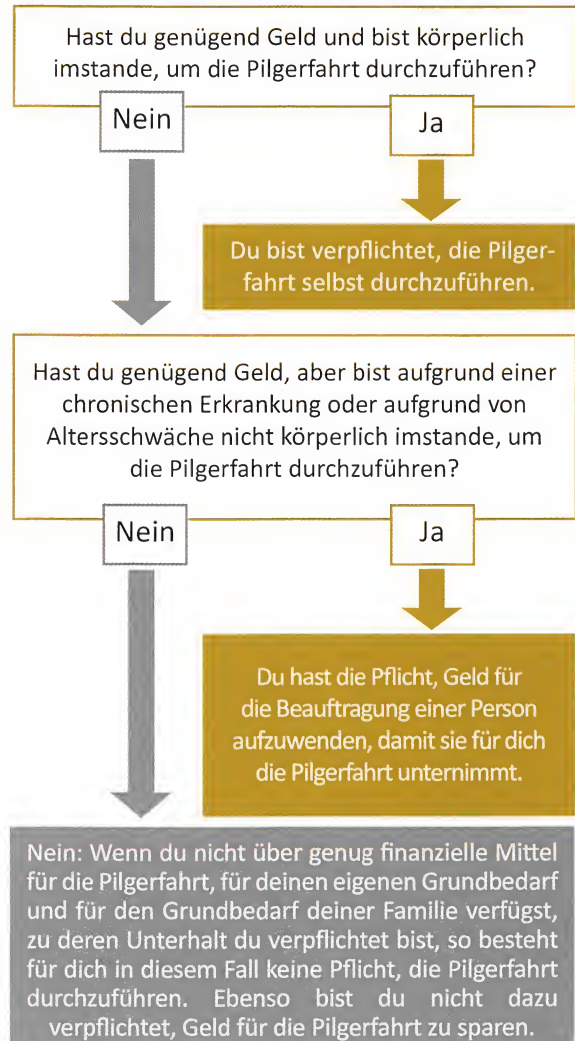 Hast du genügend Geld und bist körperlich
imstande, um die Pilgerfahrt durchzuführen?
Nein
Ja
Du bist verpflichtet, die Pilger-
fahrt selbst durchzuführen.
Hast du genügend Geld, aber bist aufgrund einer
chronischen Erkrankung oder aufgrund von
Altersschwäche nicht körperlich imstande, um
die Pilgerfahrt durchzuführen?
Nein
Ja
Du hast die Pflicht, Geld für
die Beauftragung einer Person
aufzuwenden, damit sie für dich
die Pilgerfahrt unternimmt.
Nein: Wenn du nicht über genug finanzielle Mittel
für die Pilgerfahrt, für deinen eigenen Grundbedarf
und für den Grundbedarf deiner Familie verfügst,
zu deren Unterhalt du verpflichtet bist, so besteht
für dich in diesem Fall keine Pflicht, die Pilgerfahrt
durchzuführen. Ebenso bist du nicht dazu
verpflichtet, Geld für die Pilgerfahrt zu sparen.